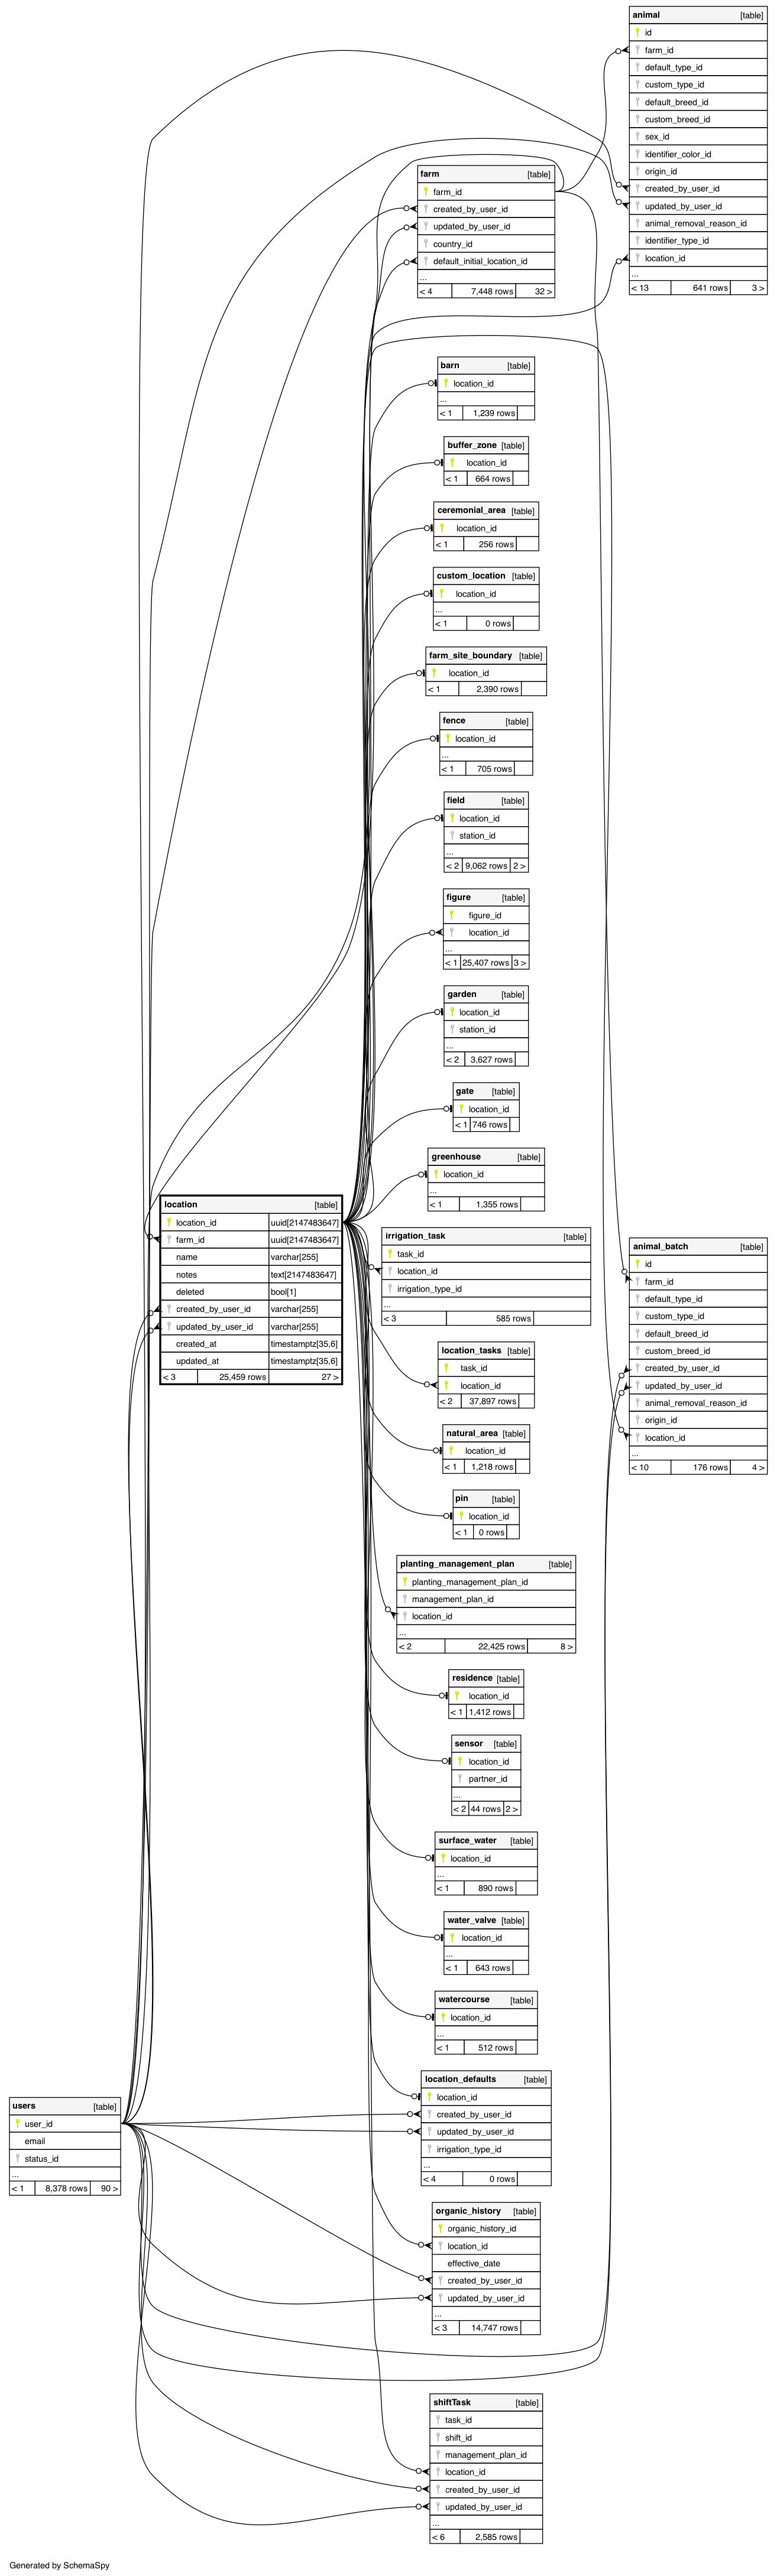 animal [table]
id
farm_id
default_type_id
custom_type_id
default_breed_id
custom_breed_id
sex_id
identifier_color_id
origin_id
created_by_user_id
updated_by_user_id
animal_removal_reason_id
identifier_type_id
location_id
...
< 13 641 rows 3 >
farm [table]
farm_id
created_by_user_id
updated_by_user_id
country_id
default_initial_location_id
...
< 4 7,448 rows 32 >
barn [table]
location_id
...
< 1 1,239 rows
buffer_zone [table]
location_id
< 1 664 rows
ceremonial_area [table]
location_id
< 1 256 rows
custom_location [table]
location_id
...
< 1 0 rows
farm_site_boundary [table]
location_id
< 1 2,390 rows
fence [table]
location_id
...
< 1 705 rows
field [table]
location_id
station_id
...
< 2 9,062 rows 2 >
figure [table]
figure_id
location_id
...
< 1 25,407 rows 3 >
garden [table]
location_id
station_id
...
< 2 3,627 rows
gate [table]
location_id
< 1 746 rows
greenhouse [table]
location_id
...
< 1 1,355 rows
location [table]
location_id uuid[2147483647]
farm_id uuid[2147483647]
name varchar[255]
notes text[2147483647]
deleted bool[1]
created_by_user_id varchar[255]
updated_by_user_id varchar[255]
created_at timestamptz[35,6]
updated_at timestamptz[35,6]
< 3 25,459 rows 27 >
irrigation_task [table]
task_id
location_id
irrigation_type_id
...
< 3 585 rows
animal_batch [table]
id
farm_id
default_type_id
custom_type_id
default_breed_id
custom_breed_id
created_by_user_id
updated_by_user_id
animal_removal_reason_id
origin_id
location_id
...
< 10 176 rows 4 >
location_tasks [table]
task_id
location_id
< 2 37,897 rows
natural_area [table]
location_id
< 1 1,218 rows
pin [table]
location_id
< 1 0 rows
planting_management_plan [table]
planting_management_plan_id
management_plan_id
location_id
...
< 2 22,425 rows 8 >
residence [table]
location_id
< 1 1,412 rows
sensor [table]
location_id
partner_id
...
< 2 44 rows 2 >
surface_water [table]
location_id
...
< 1 890 rows
water_valve [table]
location_id
...
< 1 643 rows
watercourse [table]
location_id
...
< 1 512 rows
users [table]
user_id
email
status_id
...
< 1 8,378 rows 90 >
location_defaults [table]
location_id
created_by_user_id
updated_by_user_id
irrigation_type_id
...
< 4 0 rows
organic_history [table]
organic_history_id
location_id
effective_date
created_by_user_id
updated_by_user_id
...
< 3 14,747 rows
shiftTask [table]
task_id
shift_id
management_plan_id
location_id
created_by_user_id
updated_by_user_id
...
< 6 2,585 rows
Generated by SchemaSpy